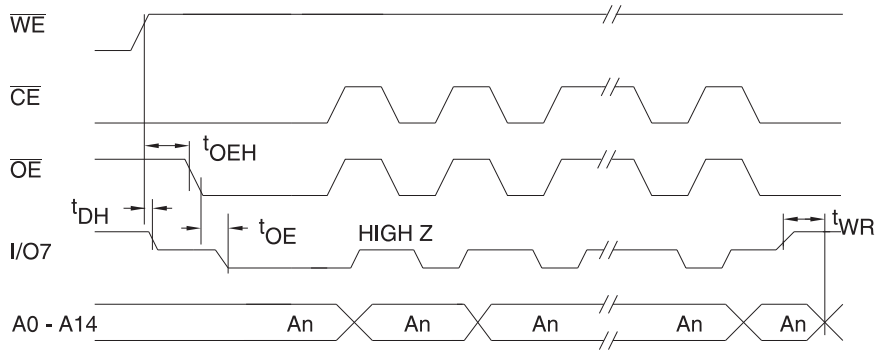 WE
CE
OE
tOEH
tDH
tOE
HIGH Z
tWR
I/O7
A0 - A14
An An An An An